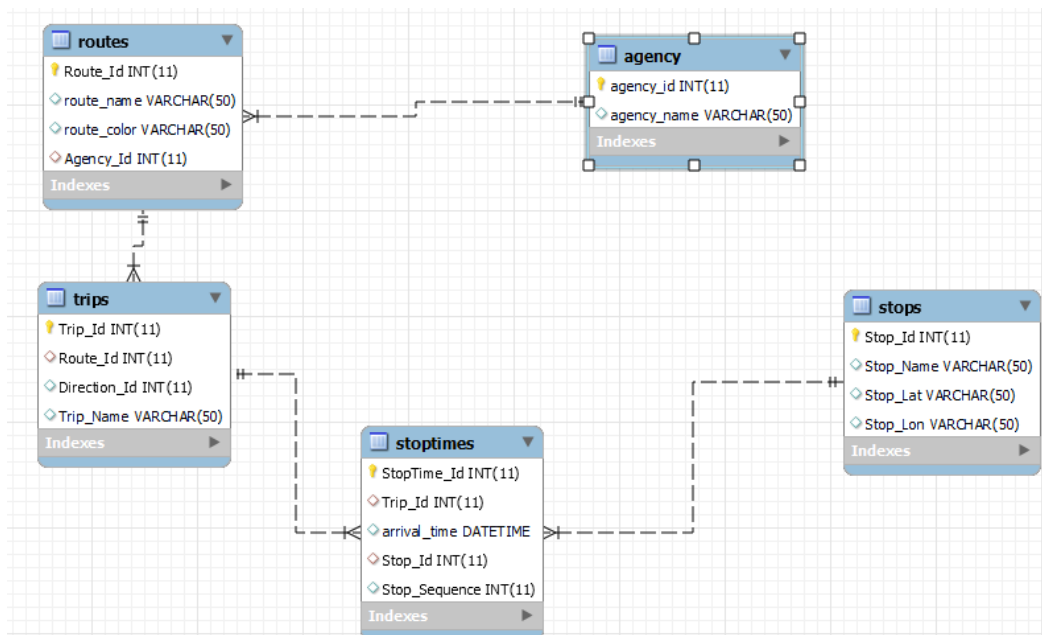 routes
Route_Id INT(11)
route_name VARCHAR(50)
route_color VARCHAR(50)
Agency_Id INT(11)
Indexes
agency
agency_id INT(11)
agency_name VARCHAR(50)
Indexes
trips
Trip_Id INT(11)
Route_Id INT(11)
Direction_Id INT(11)
Trip_Name VARCHAR(50)
Indexes
stops
Stop_Id INT(11)
Stop_Name VARCHAR(50)
Stop_Lat VARCHAR(50)
Stop_Lon VARCHAR(50)
Indexes
stoptimes
StopTime_Id INT(11)
Trip_Id INT(11)
arrival_time DATETIME
Stop_Id INT(11)
Stop_Sequence INT(11)
Indexes